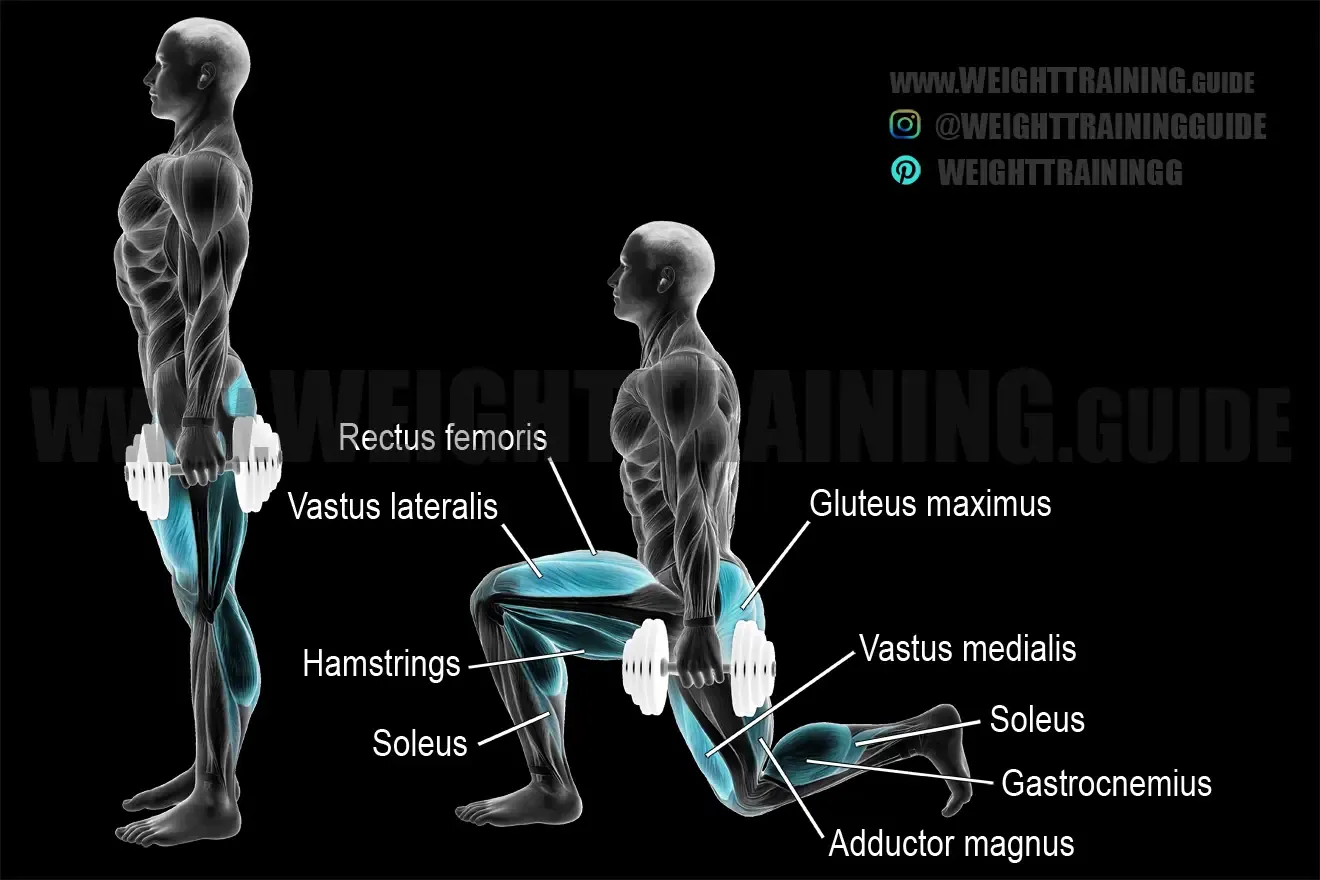 www.WEIGHTTRAINING.GUIDE
@WEIGHTTRAININGGUIDE
WEIGHTTRAININGG
www.WEIGHTTRAINING.GUIDE
Rectus femoris
Vastus lateralis
Gluteus maximus
Hamstrings
Vastus medialis
Soleus
Soleus
Gastrocnemius
Adductor magnus